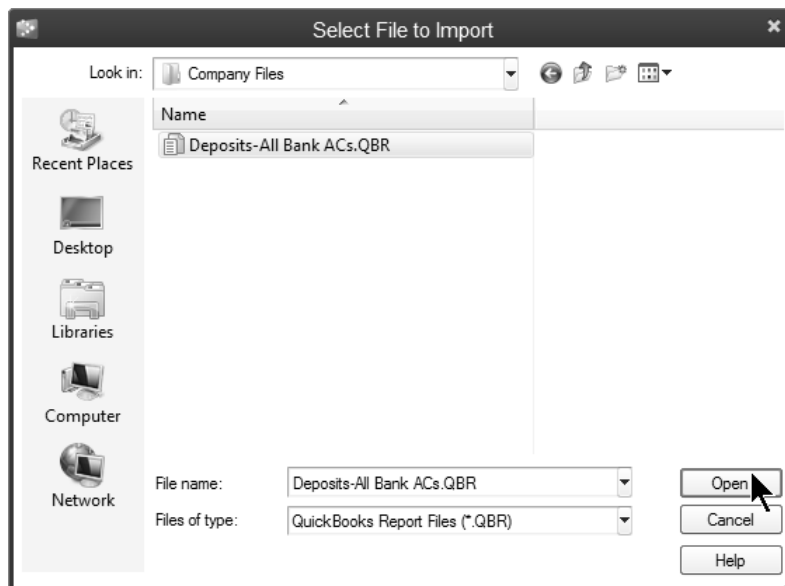 Select File to Import
Look in: Company Files
Name
Deposits-All Bank ACs.QBR
Recent Places
Desktop
Libraries
Computer
Network
File name: Deposits-All Bank ACs.QBR Open
Files of type: QuickBooks Report Files (*.QBR) Cancel
Help